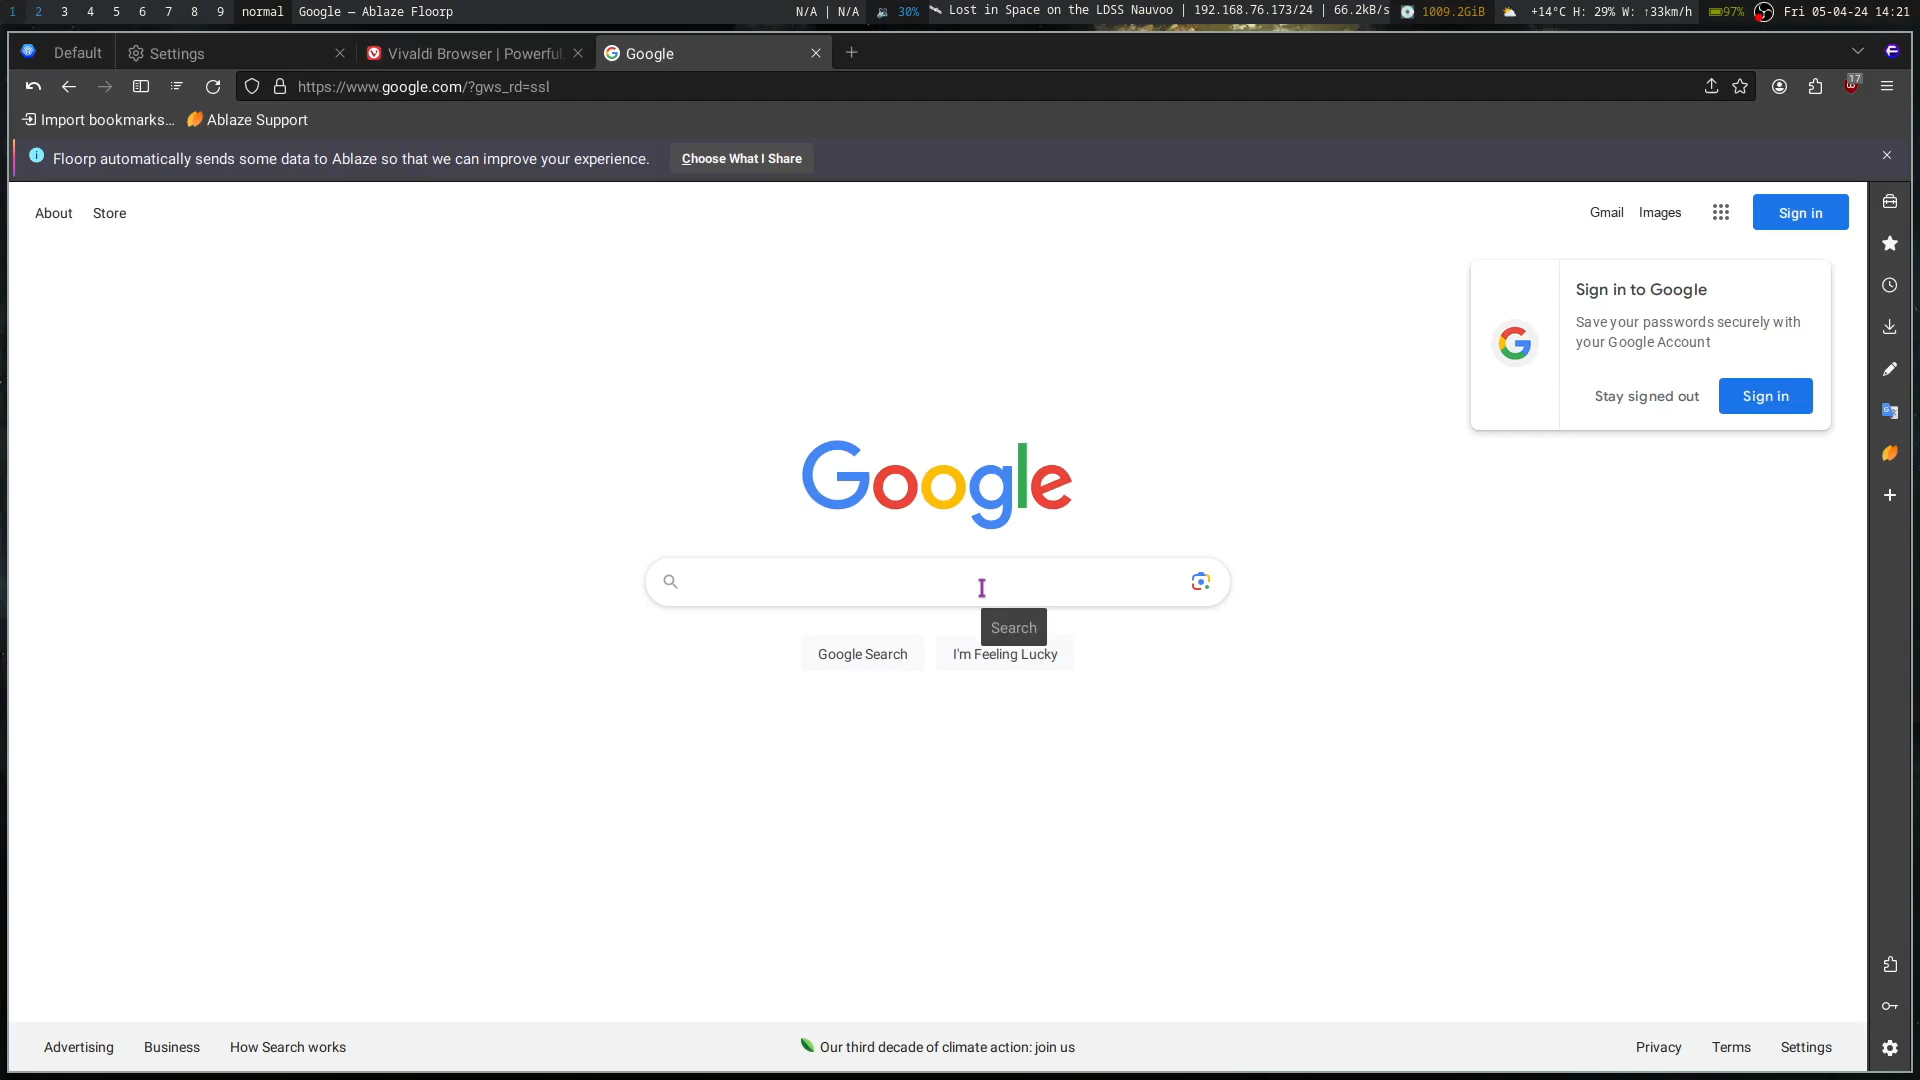 1 2 3 4 5 6 7 8 9 normal Google — Ablaze Floorp N/A | N/A 30% Lost in Space on the LDSS Nauvoo | 192.168.76.173/24 | 66.2kB/s 1009.2GiB +14°C H: 29% W: ↑33km/h 97% Fri 05-04-24 14:21
Default Settings Vivaldi Browser | Powerful, Google
https://www.google.com/?gws_rd=ssl 17
Import bookmarks... Ablaze Support
Floorp automatically sends some data to Ablaze so that we can improve your experience. Choose What I Share
About Store Gmail Images Sign in
Sign in to Google
Save your passwords securely with
your Google Account
Stay signed out Sign in
Google
Search
Google Search I'm Feeling Lucky
Advertising Business How Search works Our third decade of climate action: join us Privacy Terms Settings